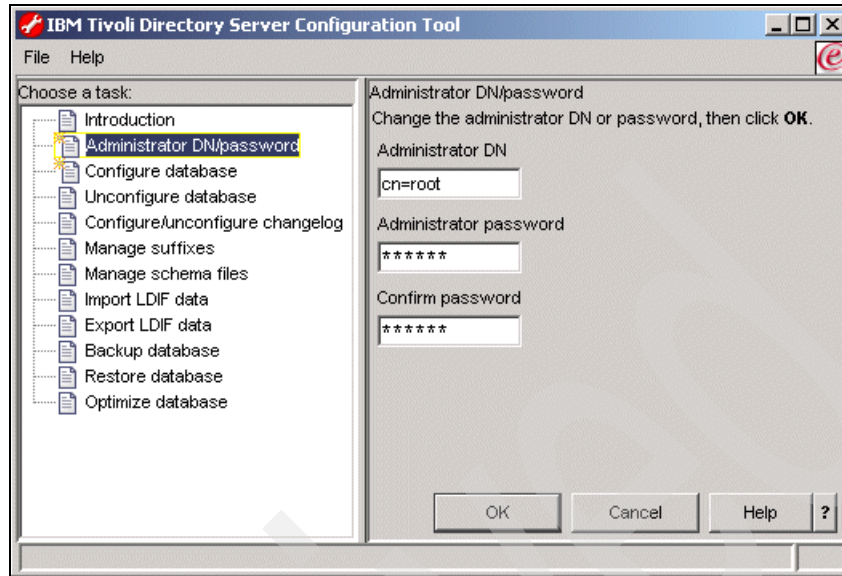 IBM Tivoli Directory Server Configuration Tool
File Help
Choose a task:
Introduction
Administrator DN/password
Configure database
Unconfigure database
Configure/unconfigure changelog
Manage suffixes
Manage schema files
Import LDIF data
Export LDIF data
Backup database
Restore database
Optimize database
Administrator DN/password
Change the administrator DN or password, then click OK.
Administrator DN
cn=root
Administrator password
******
Confirm password
******
OK Cancel Help ?